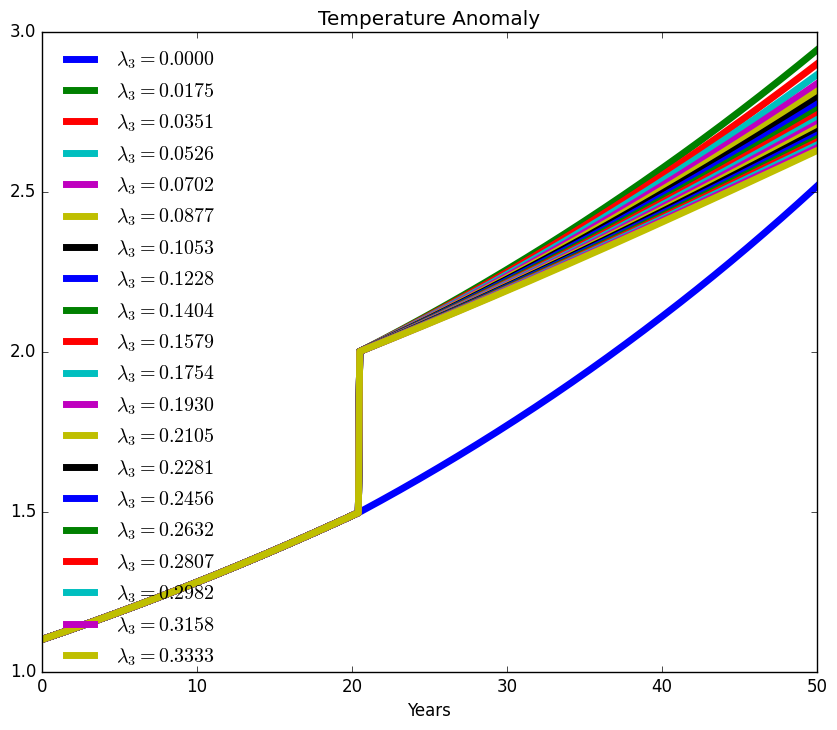 Temperature Anomaly
3.0
2.5
2.0
1.5
1.0
λ₃ = 0.0000
λ₃ = 0.0175
λ₃ = 0.0351
λ₃ = 0.0526
λ₃ = 0.0702
λ₃ = 0.0877
λ₃ = 0.1053
λ₃ = 0.1228
λ₃ = 0.1404
λ₃ = 0.1579
λ₃ = 0.1754
λ₃ = 0.1930
λ₃ = 0.2105
λ₃ = 0.2281
λ₃ = 0.2456
λ₃ = 0.2632
λ₃ = 0.2807
λ₃ = 0.2982
λ₃ = 0.3158
λ₃ = 0.3333
0 10 20 30 40 50
Years